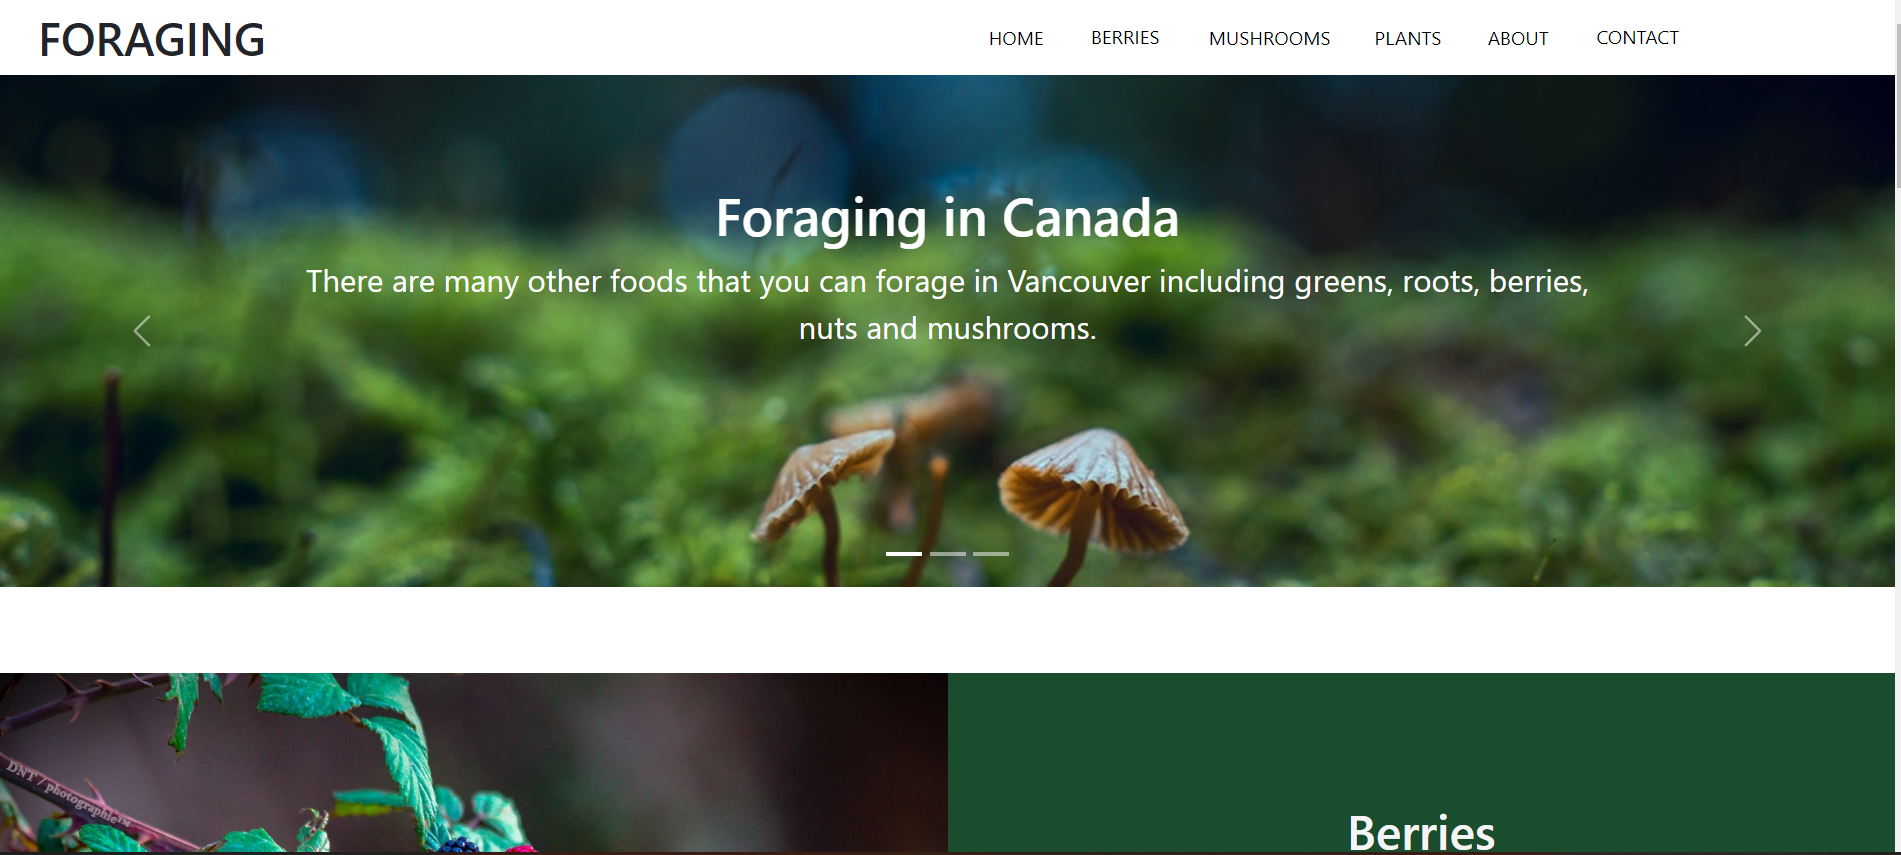 FORAGING
HOME BERRIES MUSHROOMS PLANTS ABOUT CONTACT
Foraging in Canada
There are many other foods that you can forage in Vancouver including greens, roots, berries,
nuts and mushrooms.
DNT / photographie™
Berries